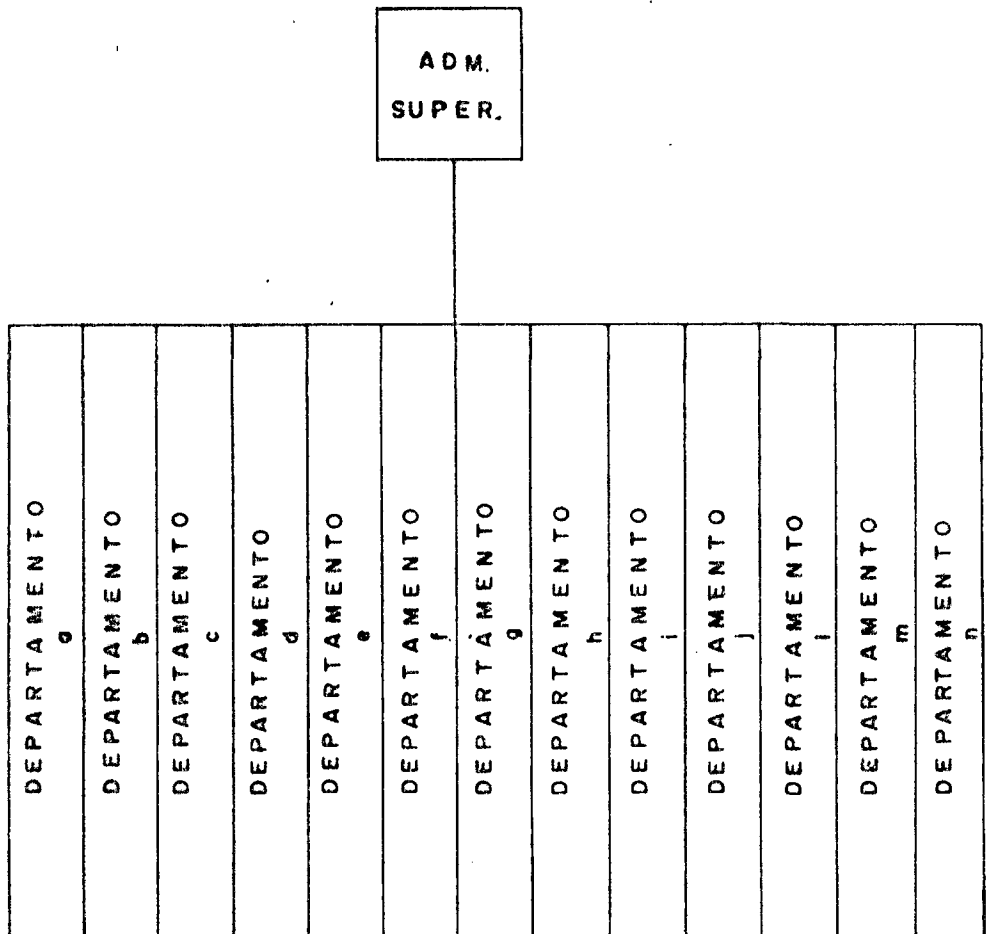 ADM.
SUPER.
DEPARTAMENTO
a
DEPARTAMENTO
b
DEPARTAMENTO
c
DEPARTAMENTO
d
DEPARTAMENTO
e
DEPARTAMENTO
f
DEPARTAMENTO
g
DEPARTAMENTO
h
DEPARTAMENTO
i
DEPARTAMENTO
j
DEPARTAMENTO
l
DEPARTAMENTO
m
DEPARTAMENTO
n